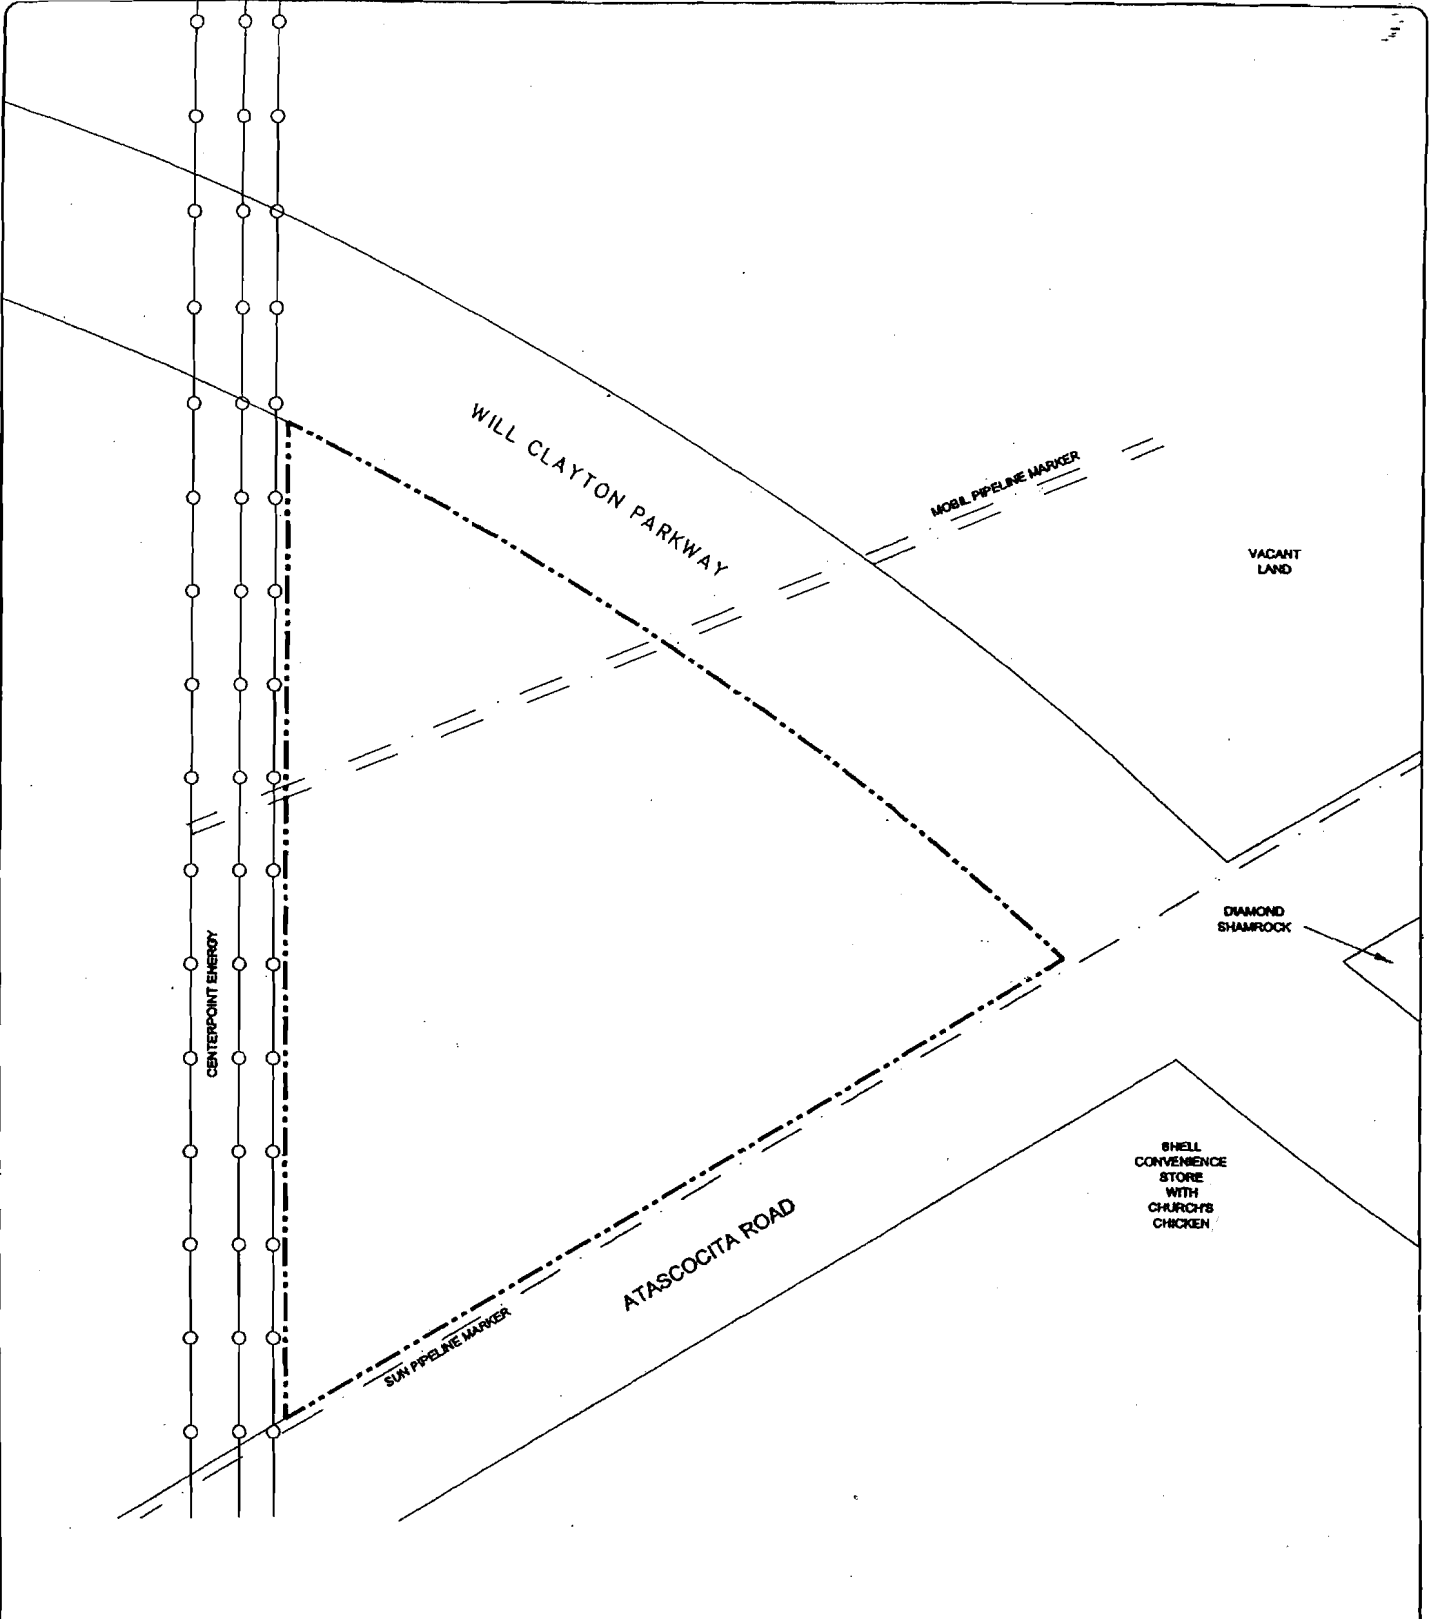 WILL CLAYTON PARKWAY
MOBIL PIPELINE MARKER
VACANT
LAND
DIAMOND
SHAMROCK
CENTERPOINT ENERGY
SHELL
CONVENIENCE
STORE
WITH
CHURCH'S
CHICKEN
ATASCOCITA ROAD
SUN PIPELINE MARKER